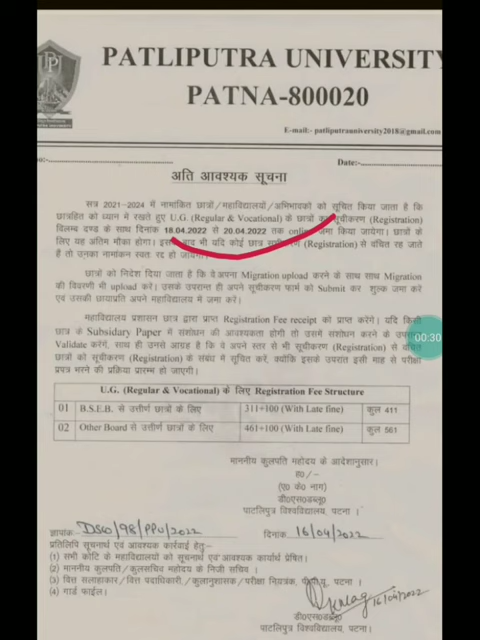 PATLIPUTRA UNIVERSITY
PATNA-800020
E-mail:- patliputrauniversity2018@gmail.com
Date:-
अति आवश्यक सूचना
सत्र 2021-2024 में नामांकित छात्रों/महाविद्यालयों/अभिभावकों को सूचित किया जाता है कि
छात्रहित को ध्यान में रखते हुए U.G. (Regular & Vocational) के छात्रों का सूचीकरण (Registration)
विलम्ब दण्ड के साथ दिनांक 18.04.2022 से 20.04.2022 तक online जमा किया जायेगा। छात्रों के
लिए यह अंतिम मौका होगा। इसके बाद भी यदि कोई छात्र (Registration) से वंचित रह जाते
है तो उनका नामांकन स्वतः रद्द हो जायेगा।
छात्रों को निदेश दिया जाता है कि वे अपना Migration upload करने के साथ साथ Migration
की विवरणी भी upload करें। उसके उपरान्त ही अपने सूचीकरण फार्म को Submit कर शुल्क जमा करें
एवं उसकी छायाप्रति अपने महाविद्यालय में जमा करें।
महाविद्यालय प्रशासन छात्र द्वारा प्राप्त Registration Fee receipt को प्राप्त करेंगे। यदि किसी
छात्र के Subsidary Paper में संशोधन की आवश्यकता होगी तो उसमें संशोधन करने के उपरान्त
Validate करेंगे, साथ ही उनसे आग्रह है कि वे अपने स्तर से भी सूचीकरण (Registration) से वंचित
छात्रों को सूचीकरण (Registration) के संबंध में सूचित करें, क्योंकि इसके उपरांत इसी माह से परीक्षा
प्रपत्र भरने की प्रक्रिया प्रारम्भ हो जाएगी।
00:30
U.G. (Regular & Vocational) के लिए Registration Fee Structure
01 B.S.E.B. से उत्तीर्ण छात्रों के लिए 311+100 (With Late fine) कुल 411
02 Other Board से उत्तीर्ण छात्रों के लिए 461+100 (With Late fine) कुल 561
माननीय कुलपति महोदय के आदेशानुसार।
ह०/-
(ए० के० नाग)
डी०एस०डब्लू०
पाटलिपुत्र विश्वविद्यालय, पटना ।
ज्ञापांक DSW/98/PPU/2022 दिनांक 16/04/2022
प्रतिलिपि सूचनार्थ एवं आवश्यक कार्रवाई हेतु:-
(1) सभी कोटि के महाविद्यालयों को सूचनार्थ एवं आवश्यक कार्यार्थ प्रेषित।
(2) माननीय कुलपति/कुलसचिव महोदय के निजी सचिव ।
(3) वित्त सलाहाकार/वित्त पदाधिकारी/कुलानुशासक/परीक्षा नियंत्रक, पटना ।
(4) गार्ड फाईल।
16/04/2022
डी०एस०डब्लू०
पाटलिपुत्र विश्वविद्यालय, पटना।